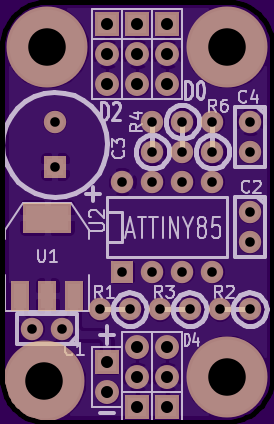 D2
D0
R4
R6
C4
C3
+
U2
ATTINY85
C2
U1
R1
R3
R2
C1
+
D4
-